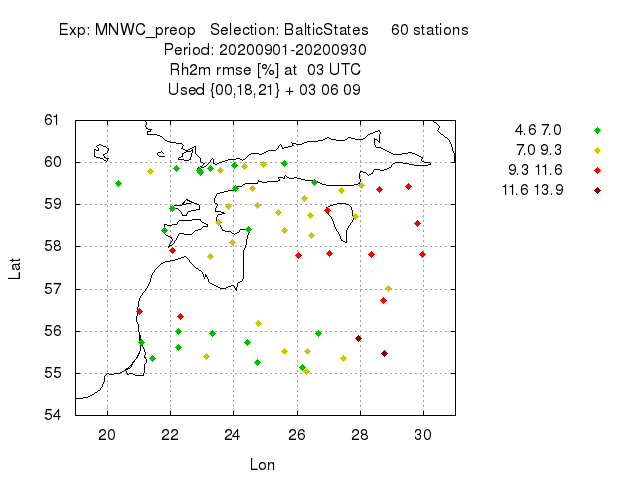 Exp: MNWC_preop Selection: BalticStates 60 stations
Period: 20200901-20200930
Rh2m rmse [%] at 03 UTC
Used {00,18,21} + 03 06 09
4.6 7.0
7.0 9.3
9.3 11.6
11.6 13.9
61
60
59
58
57
56
55
54
Lat
20 22 24 26 28 30
Lon